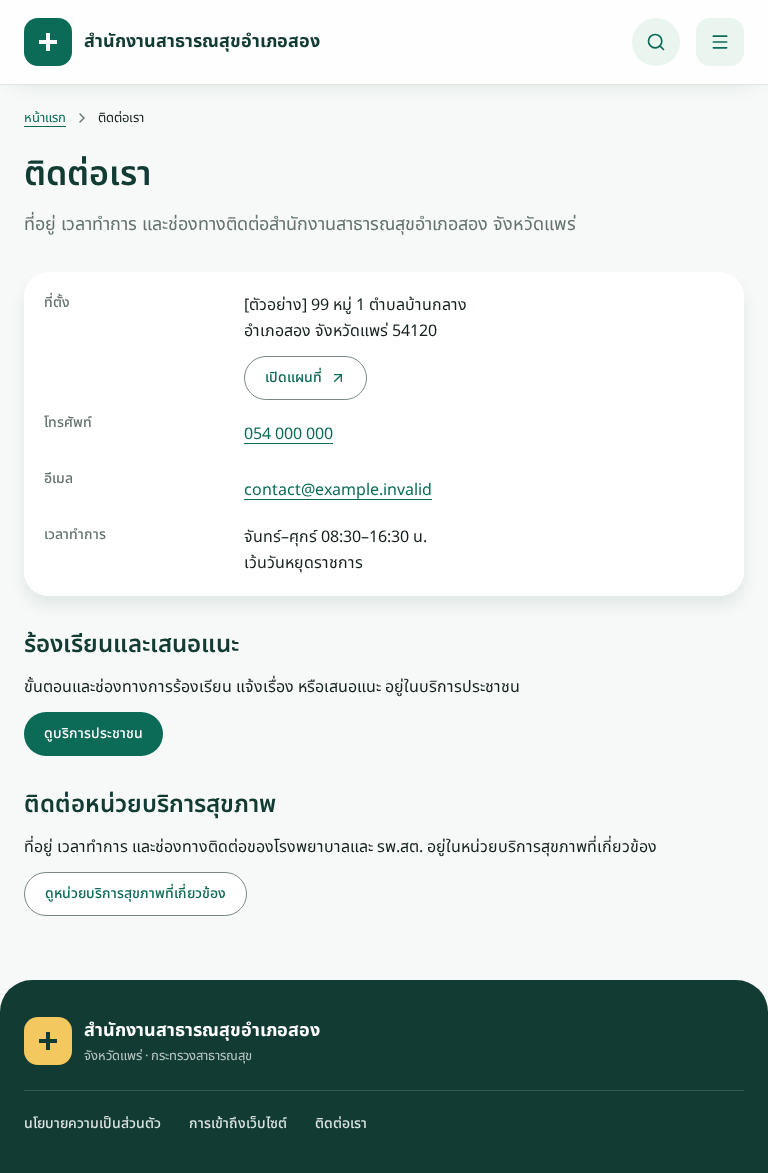 สำนักงานสาธารณสุขอำเภอสอง
หน้าแรก
ติดต่อเรา
ติดต่อเรา
ที่อยู่ เวลาทำการ และช่องทางติดต่อสำนักงานสาธารณสุขอำเภอสอง จังหวัดแพร่
ที่ตั้ง
[ตัวอย่าง] 99 หมู่ 1 ตำบลบ้านกลาง
อำเภอสอง จังหวัดแพร่ 54120
เปิดแผนที่
โทรศัพท์
054 000 000
อีเมล
contact@example.invalid
เวลาทำการ
จันทร์–ศุกร์ 08:30–16:30 น.
เว้นวันหยุดราชการ
ร้องเรียนและเสนอแนะ
ขั้นตอนและช่องทางการร้องเรียน แจ้งเรื่อง หรือเสนอแนะ อยู่ในบริการประชาชน
ดูบริการประชาชน
ติดต่อหน่วยบริการสุขภาพ
ที่อยู่ เวลาทำการ และช่องทางติดต่อของโรงพยาบาลและ รพ.สต. อยู่ในหน่วยบริการสุขภาพที่เกี่ยวข้อง
ดูหน่วยบริการสุขภาพที่เกี่ยวข้อง
สำนักงานสาธารณสุขอำเภอสอง
จังหวัดแพร่ · กระทรวงสาธารณสุข
นโยบายความเป็นส่วนตัว
การเข้าถึงเว็บไซต์
ติดต่อเรา